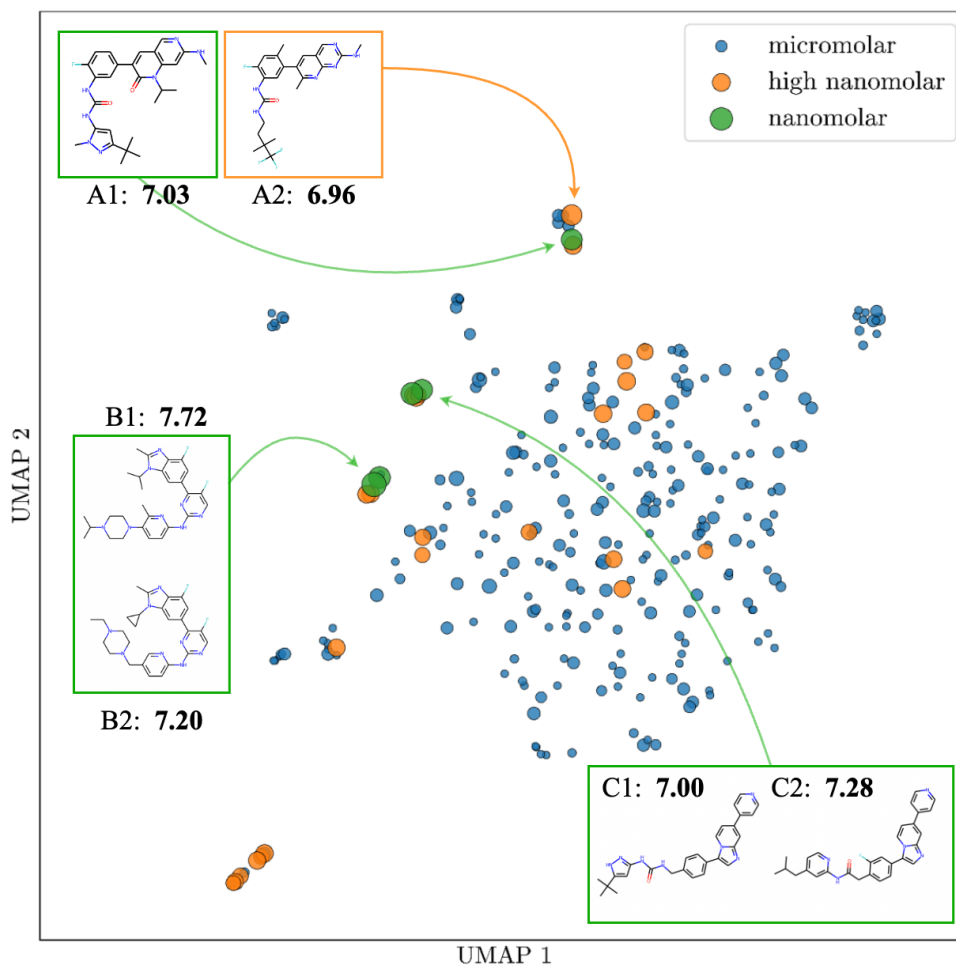 micromolar
high nanomolar
nanomolar
A1: 7.03
A2: 6.96
B1: 7.72
B2: 7.20
C1: 7.00
C2: 7.28
UMAP 2
UMAP 1